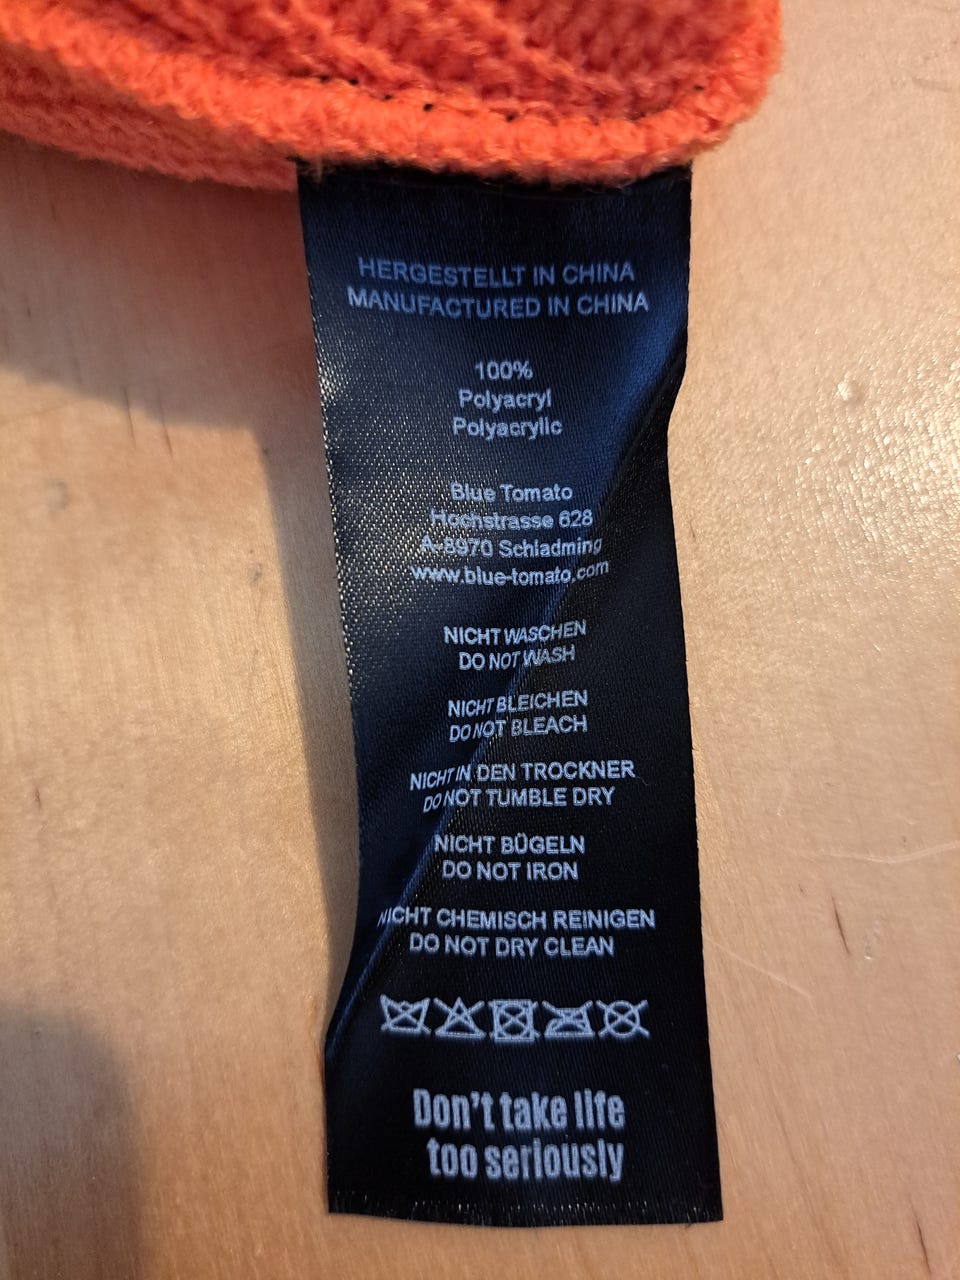 HERGESTELLT IN CHINA
MANUFACTURED IN CHINA
100%
Polyacryl
Polyacrylic
Blue Tomato
Hochstrasse 628
A-8970 Schladming
www.blue-tomato.com
NICHT WASCHEN
DO NOT WASH
NICHT BLEICHEN
DO NOT BLEACH
NICHT IN DEN TROCKNER
DO NOT TUMBLE DRY
NICHT BÜGELN
DO NOT IRON
NICHT CHEMISCH REINIGEN
DO NOT DRY CLEAN
Don't take life
too seriously